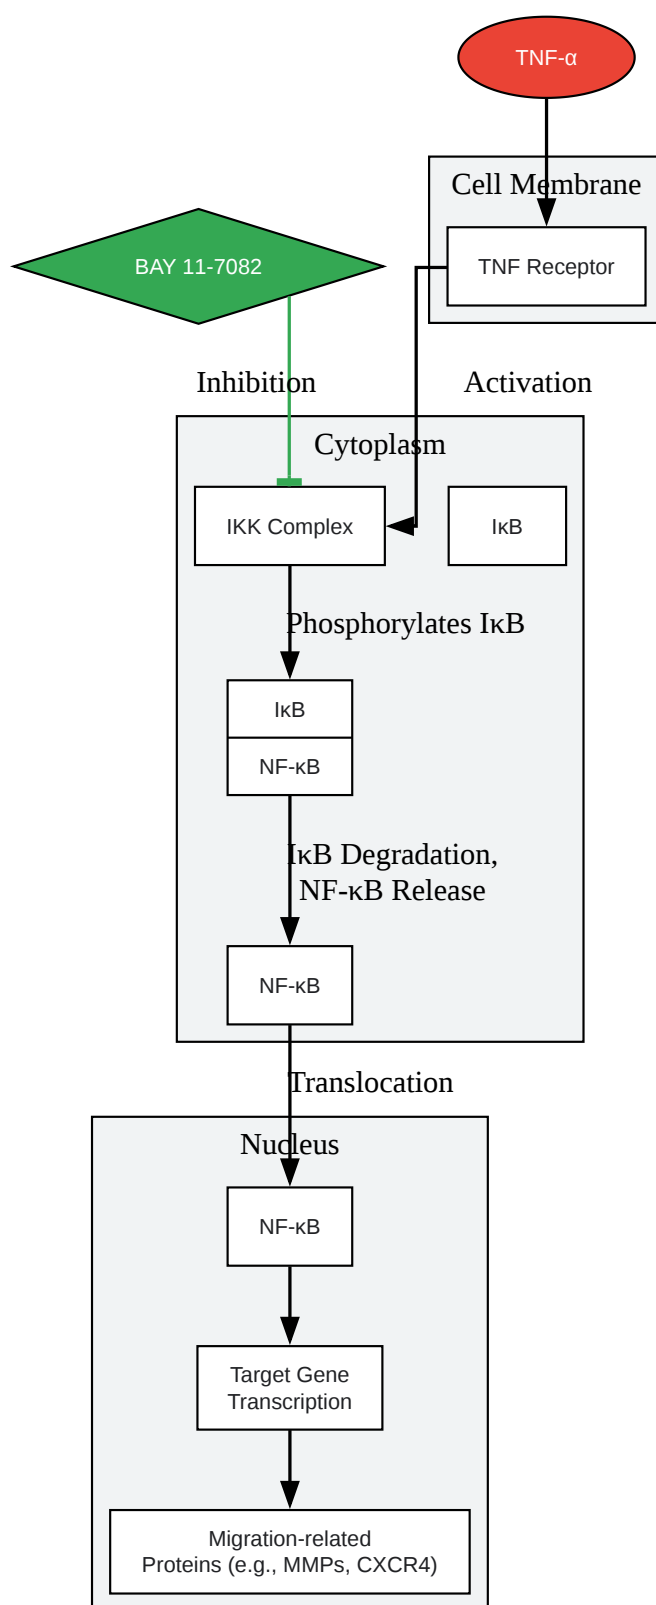 TNF-α
Cell Membrane
TNF Receptor
BAY 11-7082
Inhibition
Activation
Cytoplasm
IKK Complex
IκB
Phosphorylates IκB
IκB
NF-κB
IκB Degradation,
NF-κB Release
NF-κB
Translocation
Nucleus
NF-κB
Target Gene
Transcription
Migration-related
Proteins (e.g., MMPs, CXCR4)